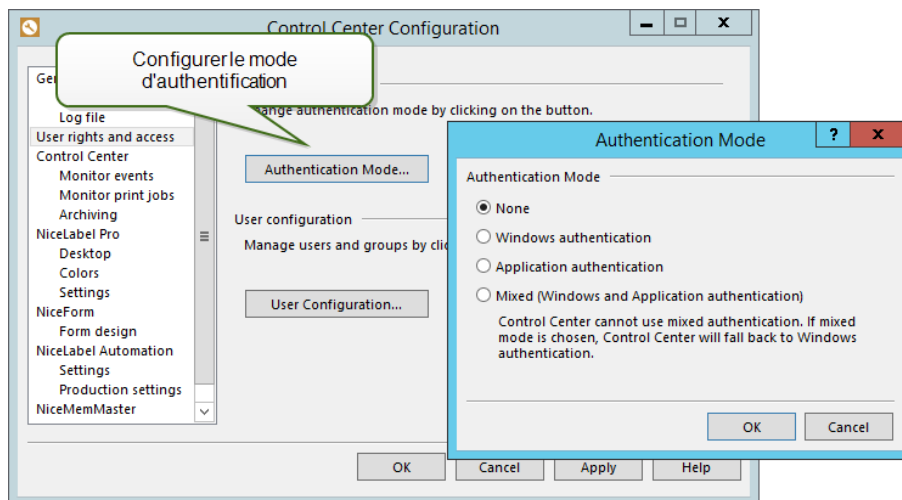 Control Center Configuration
Configurer le mode
d'authentification
Log file
User rights and access
Control Center
Monitor events
Monitor print jobs
Archiving
NiceLabel Pro
Desktop
Colors
Settings
NiceForm
Form design
NiceLabel Automation
Settings
Production settings
NiceMemMaster
authentication mode by clicking on the button.
Authentication Mode...
User configuration
Manage users and groups by
User Configuration...
OK
Cancel
Apply
Help
Authentication Mode
?
x
Authentication Mode
None
Windows authentication
Application authentication
Mixed (Windows and Application authentication)
Control Center cannot use mixed authentication. If mixed
mode is chosen, Control Center will fall back to Windows
authentication.
OK
Cancel